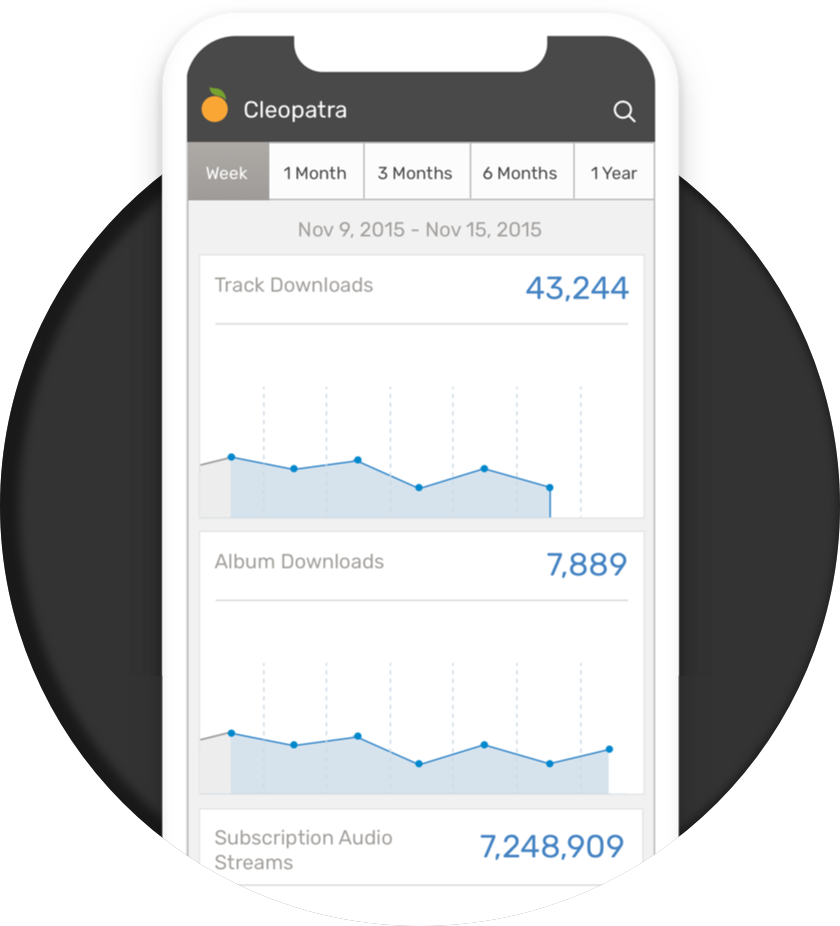 Cleopatra
Week 1 Month 3 Months 6 Months 1 Year
Nov 9, 2015 - Nov 15, 2015
Track Downloads 43,244
Album Downloads 7,889
Subscription Audio 7,248,909
Streams